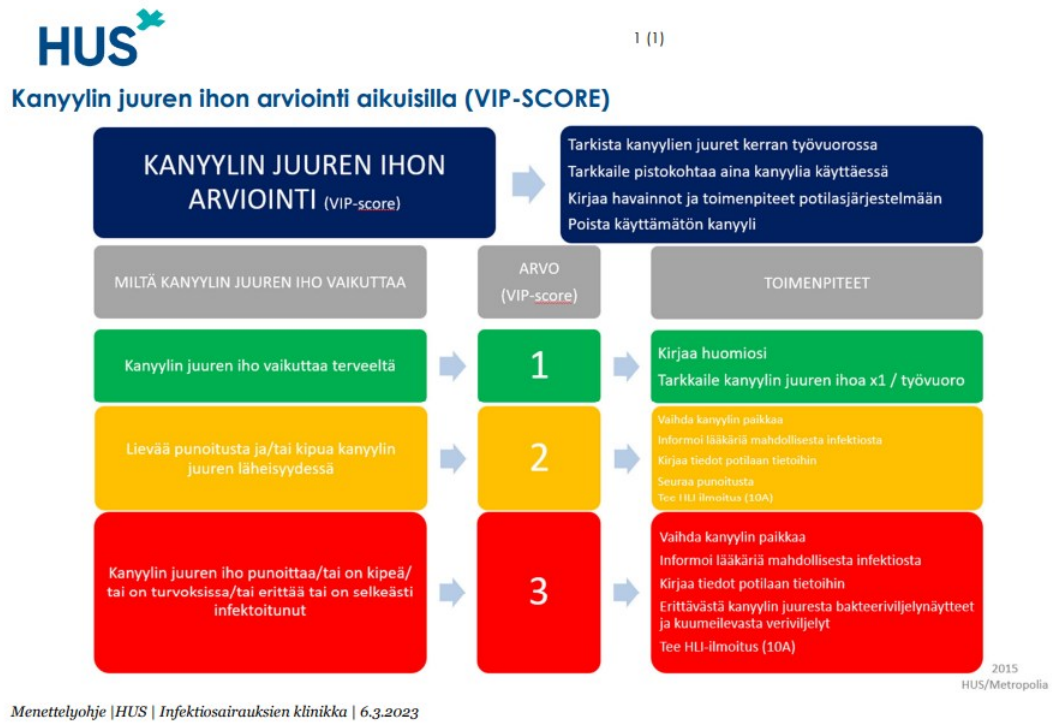 HUS
1 (1)
Kanyylin juuren ihon arviointi aikuisilla (VIP-SCORE)
KANYYLIN JUUREN IHON
ARVIOINTI (VIP-score)
Tarkista kanyylien juuret kerran työvuorossa
Tarkkaile pistokohtaa aina kanyylia käyttäessä
Kirjaa havainnot ja toimenpiteet potilasjärjestelmään
Poista käyttämätön kanyyli
MILTÄ KANYYLIN JUUREN IHO VAIKUTTAA
ARVO
(VIP-score)
TOIMENPITEET
Kanyylin juuren iho vaikuttaa terveeltä
1
Kirjaa huomiosi
Tarkkaile kanyylin juuren ihoa x1 / työvuoro
Lievää punoitusta ja/tai kipua kanyylin
juuren läheisyydessä
2
Vaihda kanyylin paikkaa
Informoi lääkäriä mahdollisesta infektiosta
Kirjaa tiedot potilaan tietoihin
Seuraa punoitusta
Tee HLI ilmoitus (10A)
Kanyylin juuren iho punoittaa/tai on kipeä/
tai on turvoksissa/tai erittää tai on selkeästi
infektoitunut
3
Vaihda kanyylin paikkaa
Informoi lääkäriä mahdollisesta infektiosta
Kirjaa tiedot potilaan tietoihin
Erittävästä kanyylin juuresta bakteeriviljelynäytteet
ja kuumeilevasta veriviljelyt
Tee HLI-ilmoitus (10A)
2015
HUS/Metropolia
Menettelyohje |HUS | Infektiosairauksien klinikka | 6.3.2023